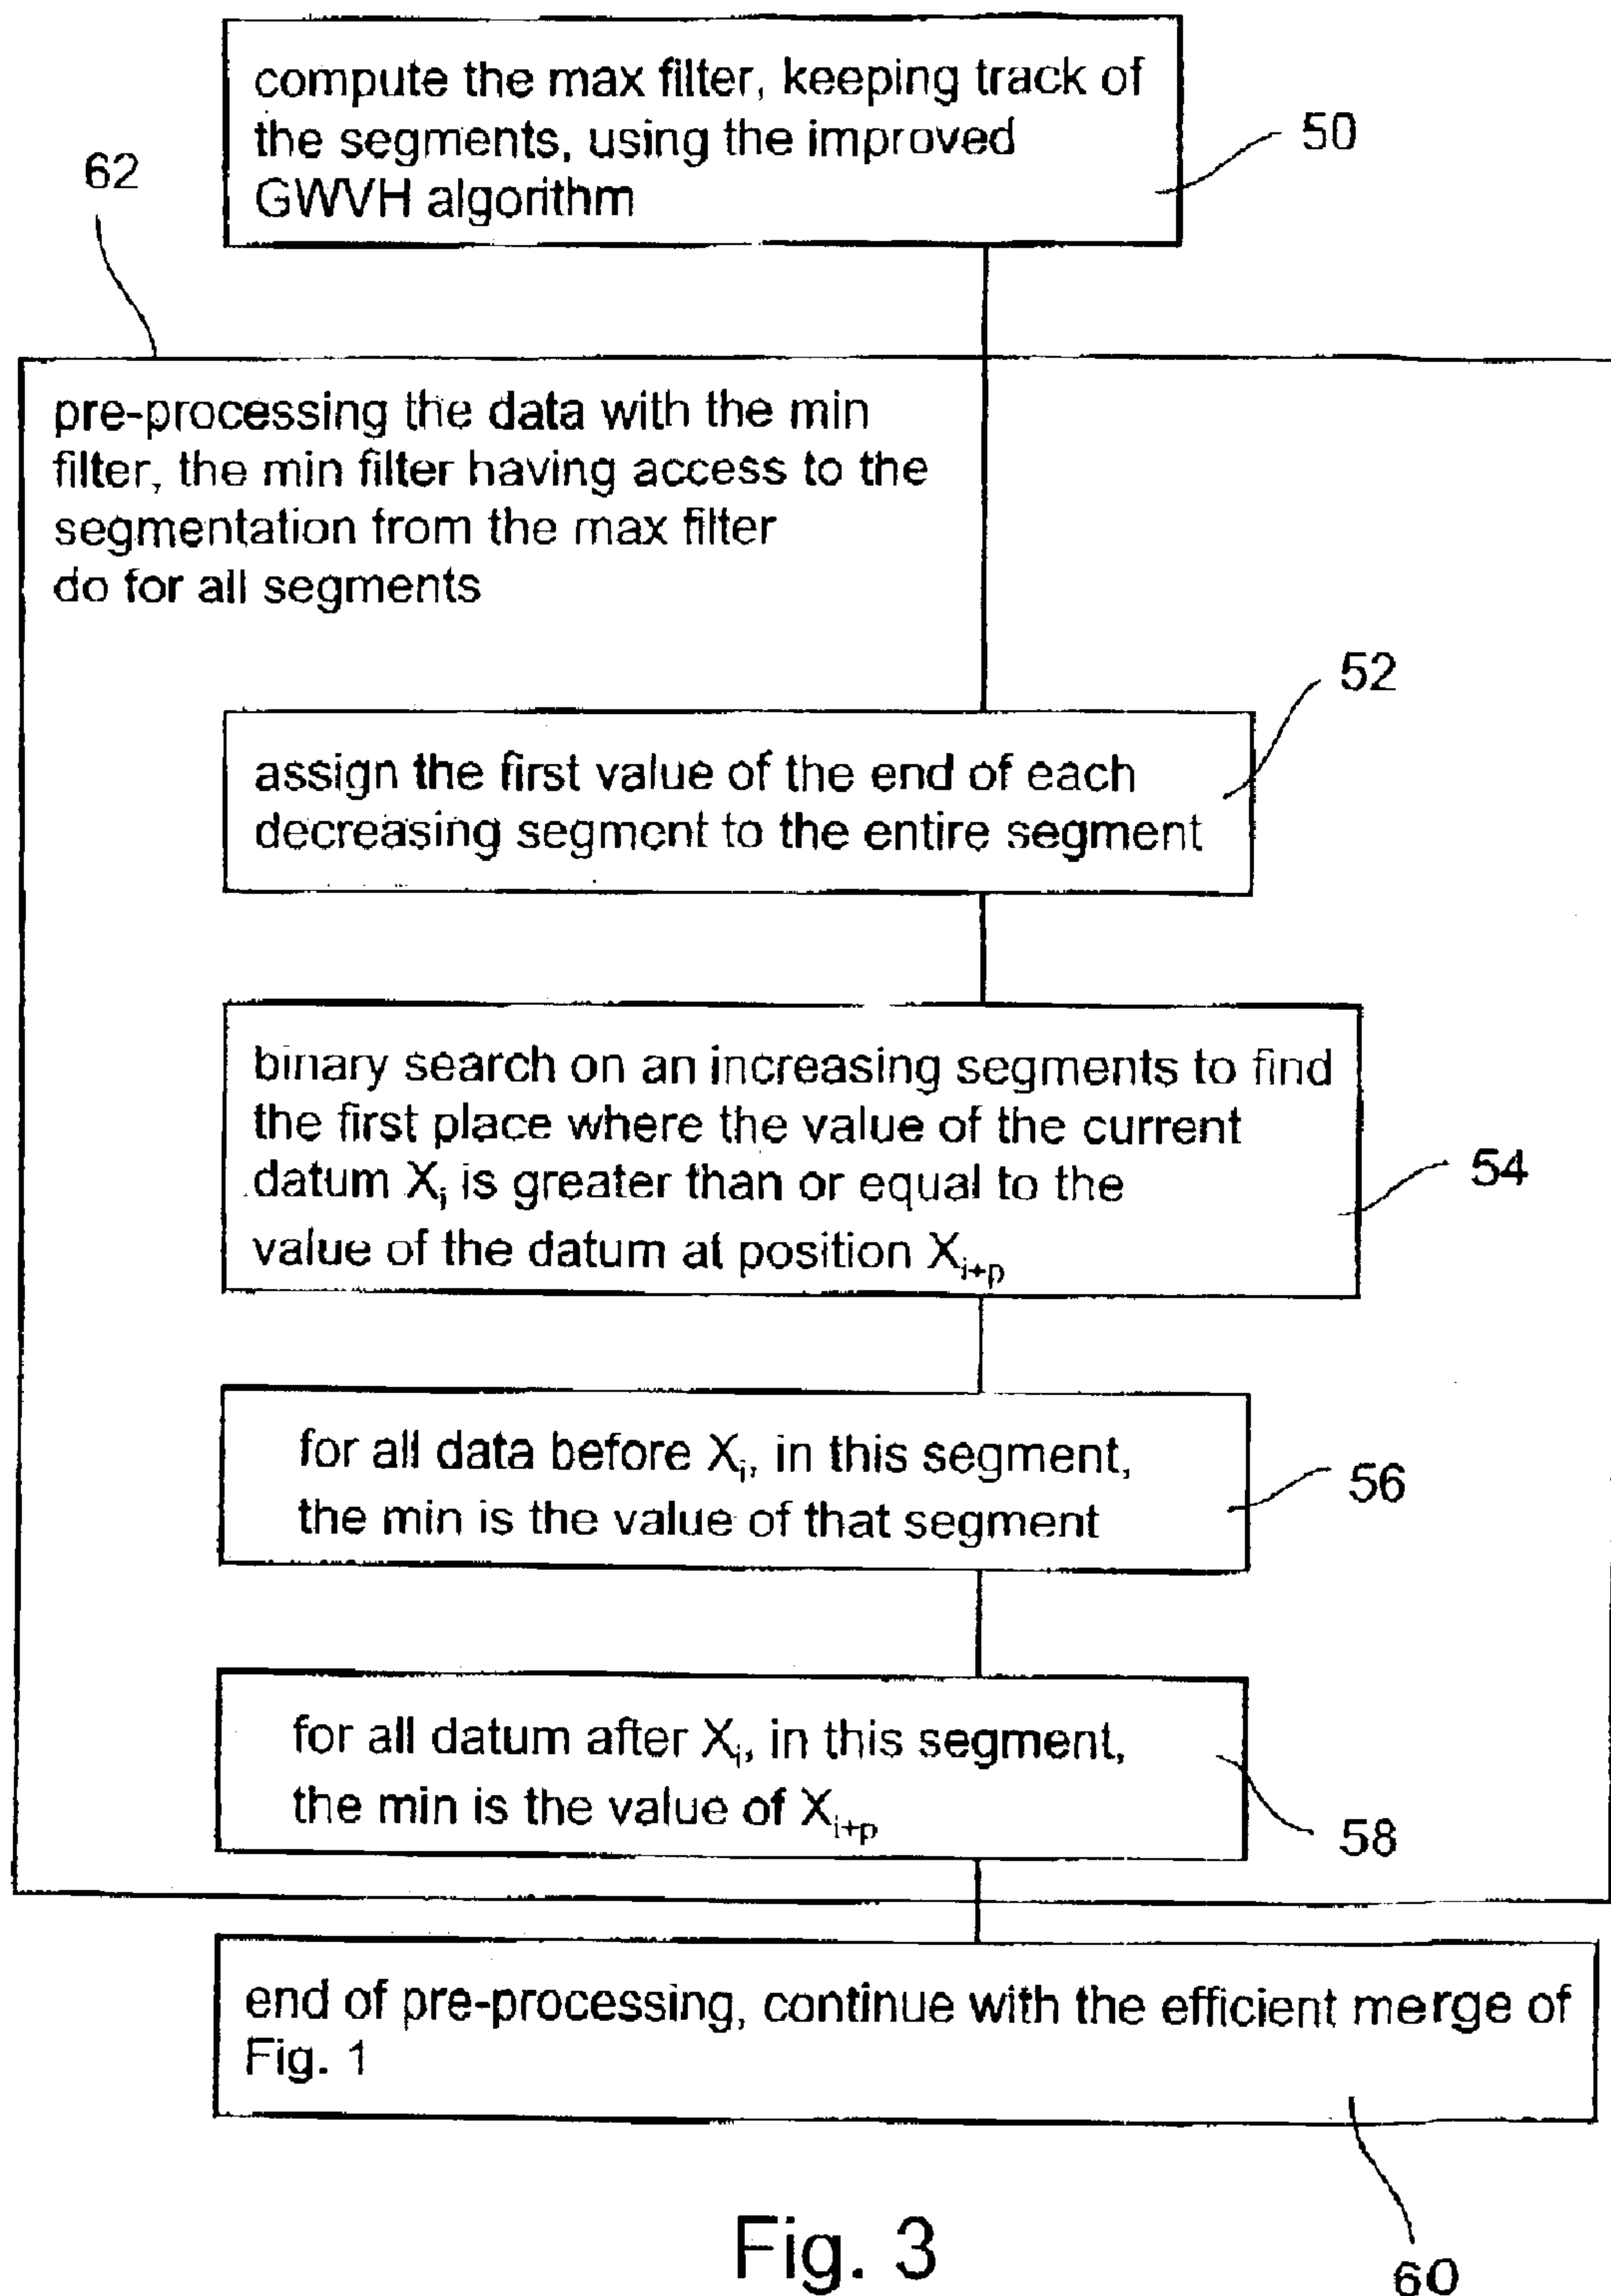 compute the max filter, keeping track of
the segments, using the improved
GWVH algorithm
50
62
pre-processing the data with the min
filter, the min filter having access to the
segmentation from the max filter
do for all segments
52
assign the first value of the end of each
decreasing segment to the entire segment
binary search on an increasing segments to find
the first place where the value of the current
datum Xi is greater than or equal to the
value of the datum at position Xi+p
54
for all data before Xi, in this segment,
the min is the value of that segment
56
for all datum after Xi, in this segment,
the min is the value of Xi+p
58
end of pre-processing, continue with the efficient merge of
Fig. 1
60
Fig. 3